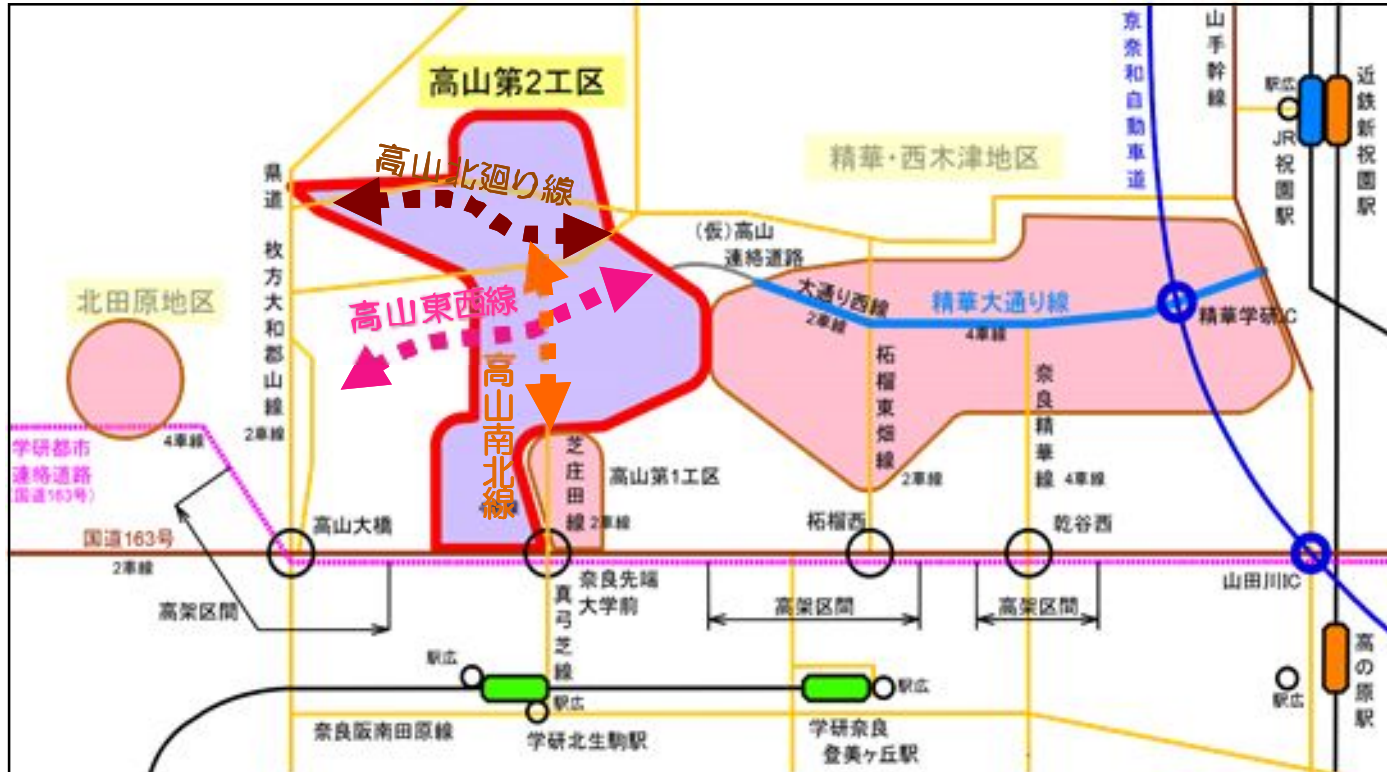 高山第2工区
高山北廻り線
高山東西線
高山南北線
北田原地区
精華・西木津地区
県道 枚方大和郡山線
2車線
(仮)高山
連絡道路
大通り西線
2車線
精華大通り線
4車線
京奈和自動車道
山手幹線
駅広
JR祝園駅
近鉄新祝園駅
精華学研IC
柘榴東畑線
2車線
奈良精華線
4車線
芝庄田線
2車線
高山第1工区
4車線
学研都市
連絡道路
(国道163号)
国道163号
2車線
高山大橋
奈良先端
大学前
柘榴西
乾谷西
山田川IC
高架区間
高架区間
高架区間
真弓芝線
駅広
駅広
学研北生駒駅
駅広
学研奈良
登美ヶ丘駅
奈良阪南田原線
駅広
高の原駅